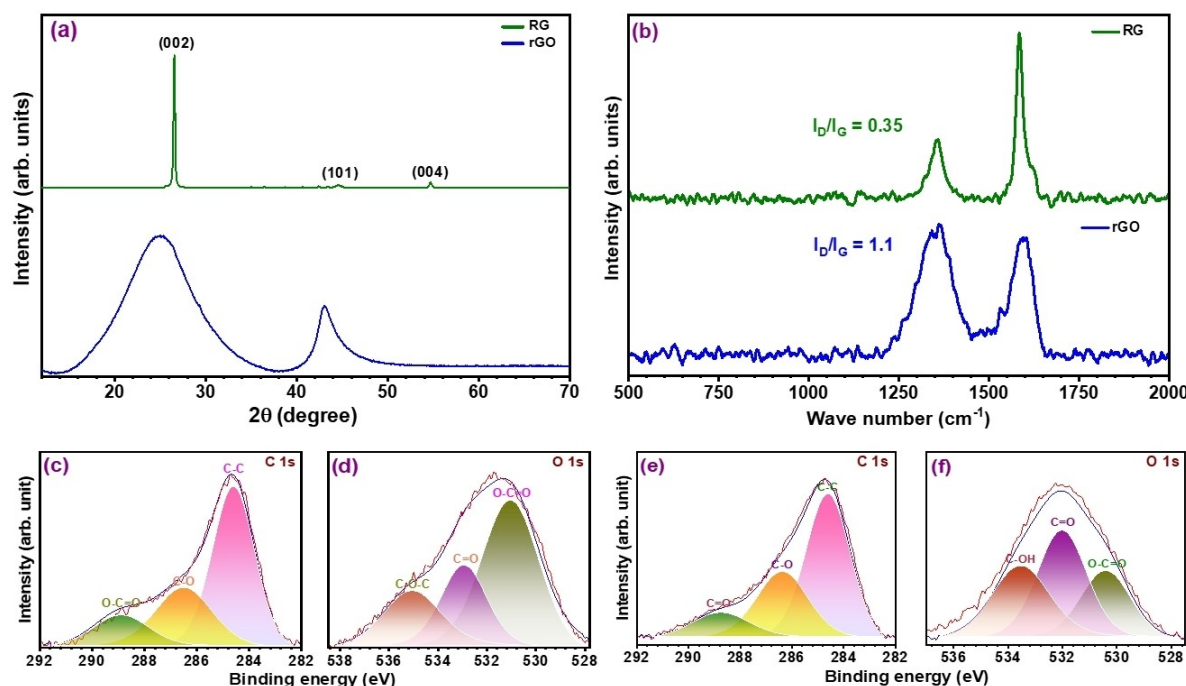 (a)
RG
rGO
(002)
(101)
(004)
Intensity (arb. units)
20
30
40
50
60
70
2θ (degree)
(b)
RG
I_D/I_G = 0.35
rGO
I_D/I_G = 1.1
Intensity (arb. units)
500
750
1000
1250
1500
1750
2000
Wave number (cm⁻¹)
(c)
C 1s
C-C
C-O
O-C=O
Intensity (arb. unit)
292
290
288
286
284
282
(d)
O 1s
O-C=O
C=O
C-O-C
538
536
534
532
530
528
Binding energy (eV)
(e)
C 1s
C-C
C-O
C=O
Intensity (arb. unit)
292
290
288
286
284
282
(f)
O 1s
C=O
C-OH
O-C=O
536
534
532
530
528
Binding energy (eV)